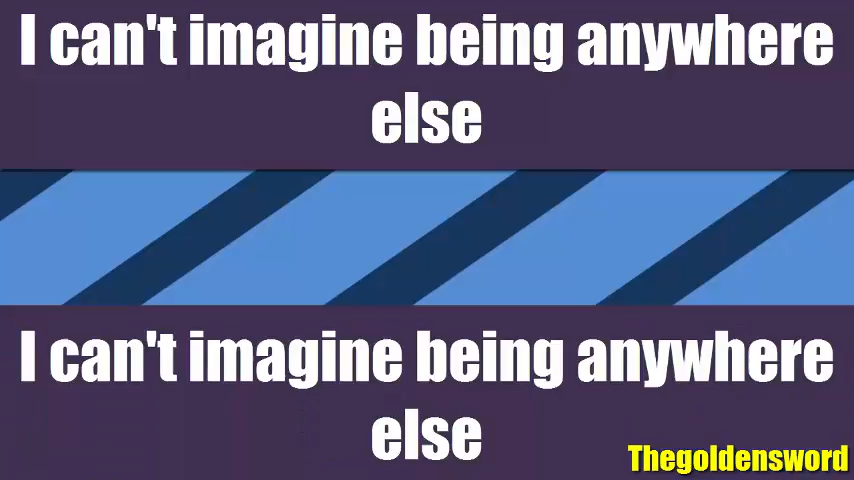 I can't imagine being anywhere
else
I can't imagine being anywhere
else
Thegoldensword